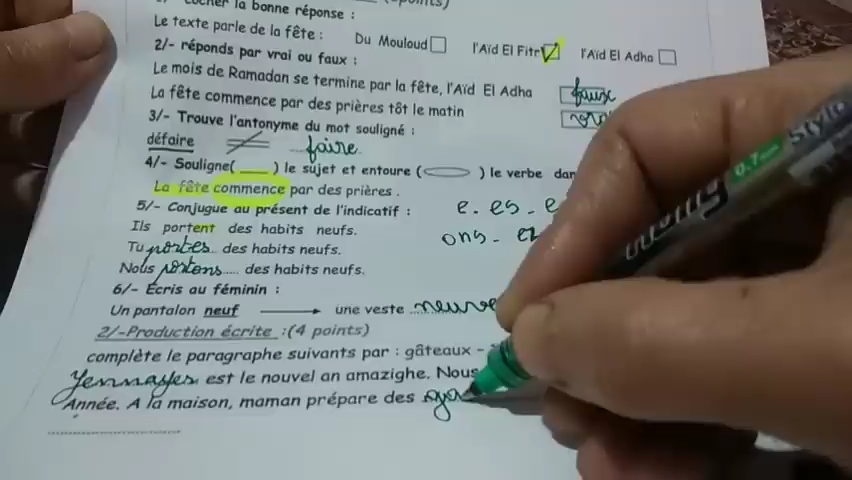 la bonne réponse :
Le texte parle de la fête : Du Mouloud l'Aïd El Fitr l'Aïd El Adha
2/- réponds par vrai ou faux :
Le mois de Ramadan se termine par la fête, l'Aïd El Adha faux
La fête commence par des prières tôt le matin
3/- Trouve l'antonyme du mot souligné :
défaire ≠ faire
4/- Souligne( ___ ) le sujet et entoure ( ) le verbe
La fête commence par des prières .
5/- Conjugue au présent de l'indicatif : e. es - e
Ils portent des habits neufs. ons - ez
Tu portes des habits neufs.
Nous portons..... des habits neufs.
6/- Ecris au féminin :
Un pantalon neuf → une veste neuve
2/-Production écrite :(4 points)
complète le paragraphe suivants par : gâteaux -
Yennayer est le nouvel an amazighe. Nous
Année. A la maison, maman prépare des ga
0.7mm Stylo